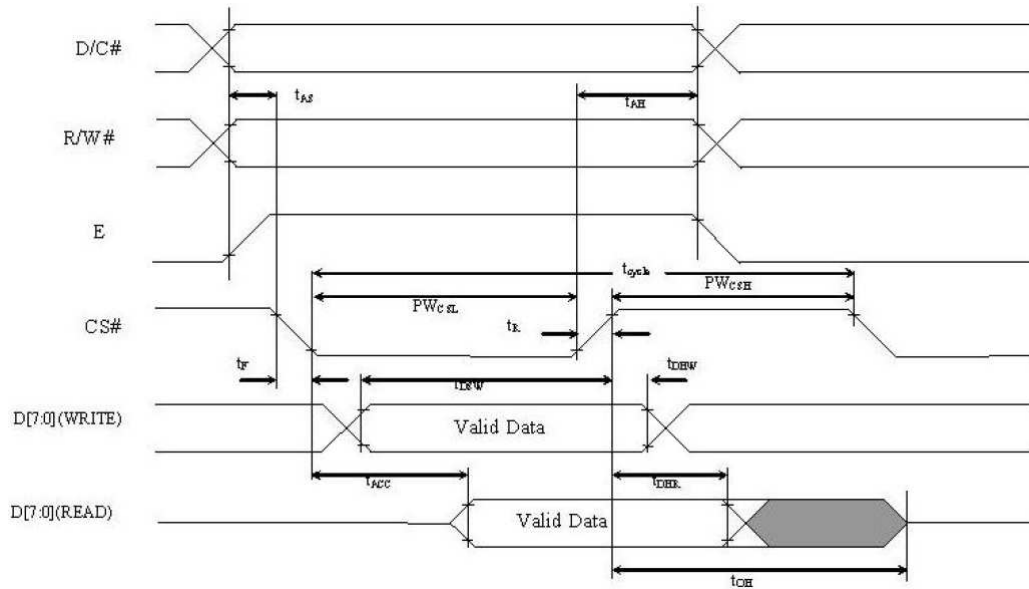 D/C#
tAS
tAH
R/W#
E
tcycle
PWCSL
PWCSH
CS#
tR
tF
tDSW
tDHW
D[7:0](WRITE)
Valid Data
tACC
tDHR
D[7:0](READ)
Valid Data
tOH